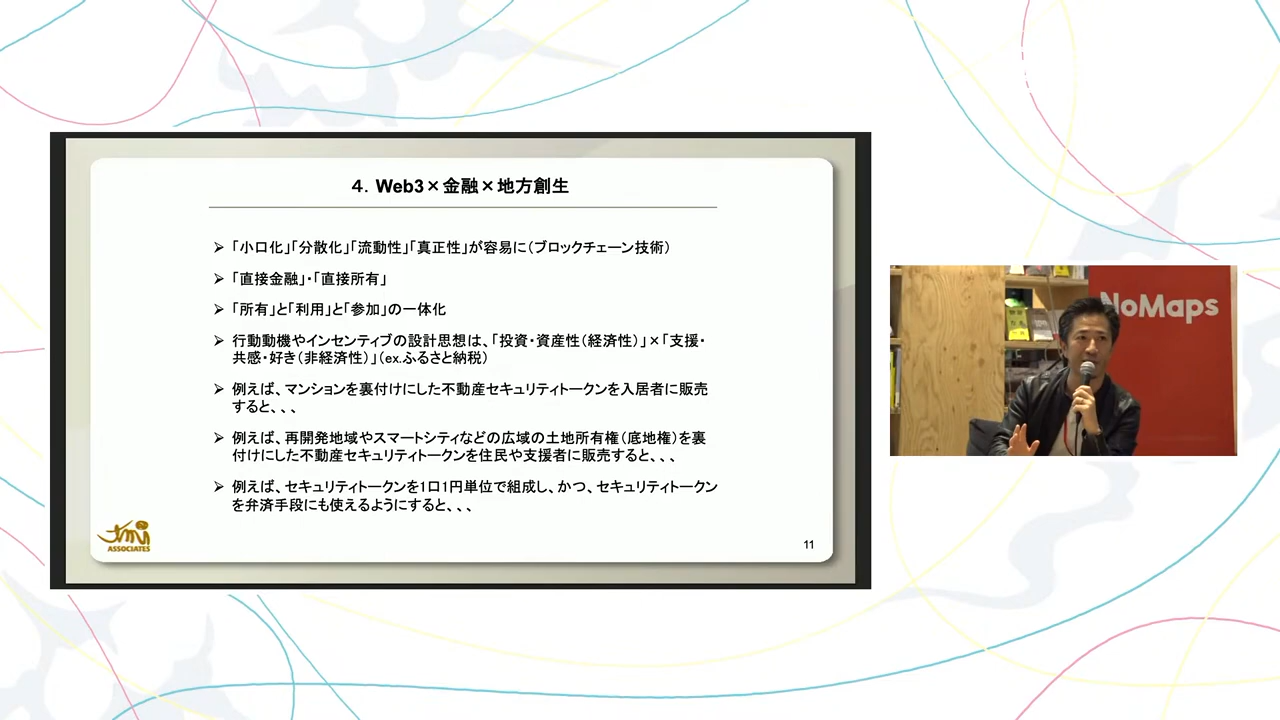 ４．Web3×金融×地方創生
➢ 「小口化」「分散化」「流動性」「真正性」が容易に（ブロックチェーン技術）
➢ 「直接金融」・「直接所有」
➢ 「所有」と「利用」と「参加」の一体化
➢ 行動動機やインセンティブの設計思想は、「投資・資産性（経済性）」×「支援・
共感・好き（非経済性）」（ex.ふるさと納税）
➢ 例えば、マンションを裏付けにした不動産セキュリティトークンを入居者に販売
すると、、、
➢ 例えば、再開発地域やスマートシティなどの広域の土地所有権（底地権）を裏
付けにした不動産セキュリティトークンを住民や支援者に販売すると、、、
➢ 例えば、セキュリティトークンを1口1円単位で組成し、かつ、セキュリティトークン
を弁済手段にも使えるようにすると、、、
tmi
ASSOCIATES
11
NoMaps